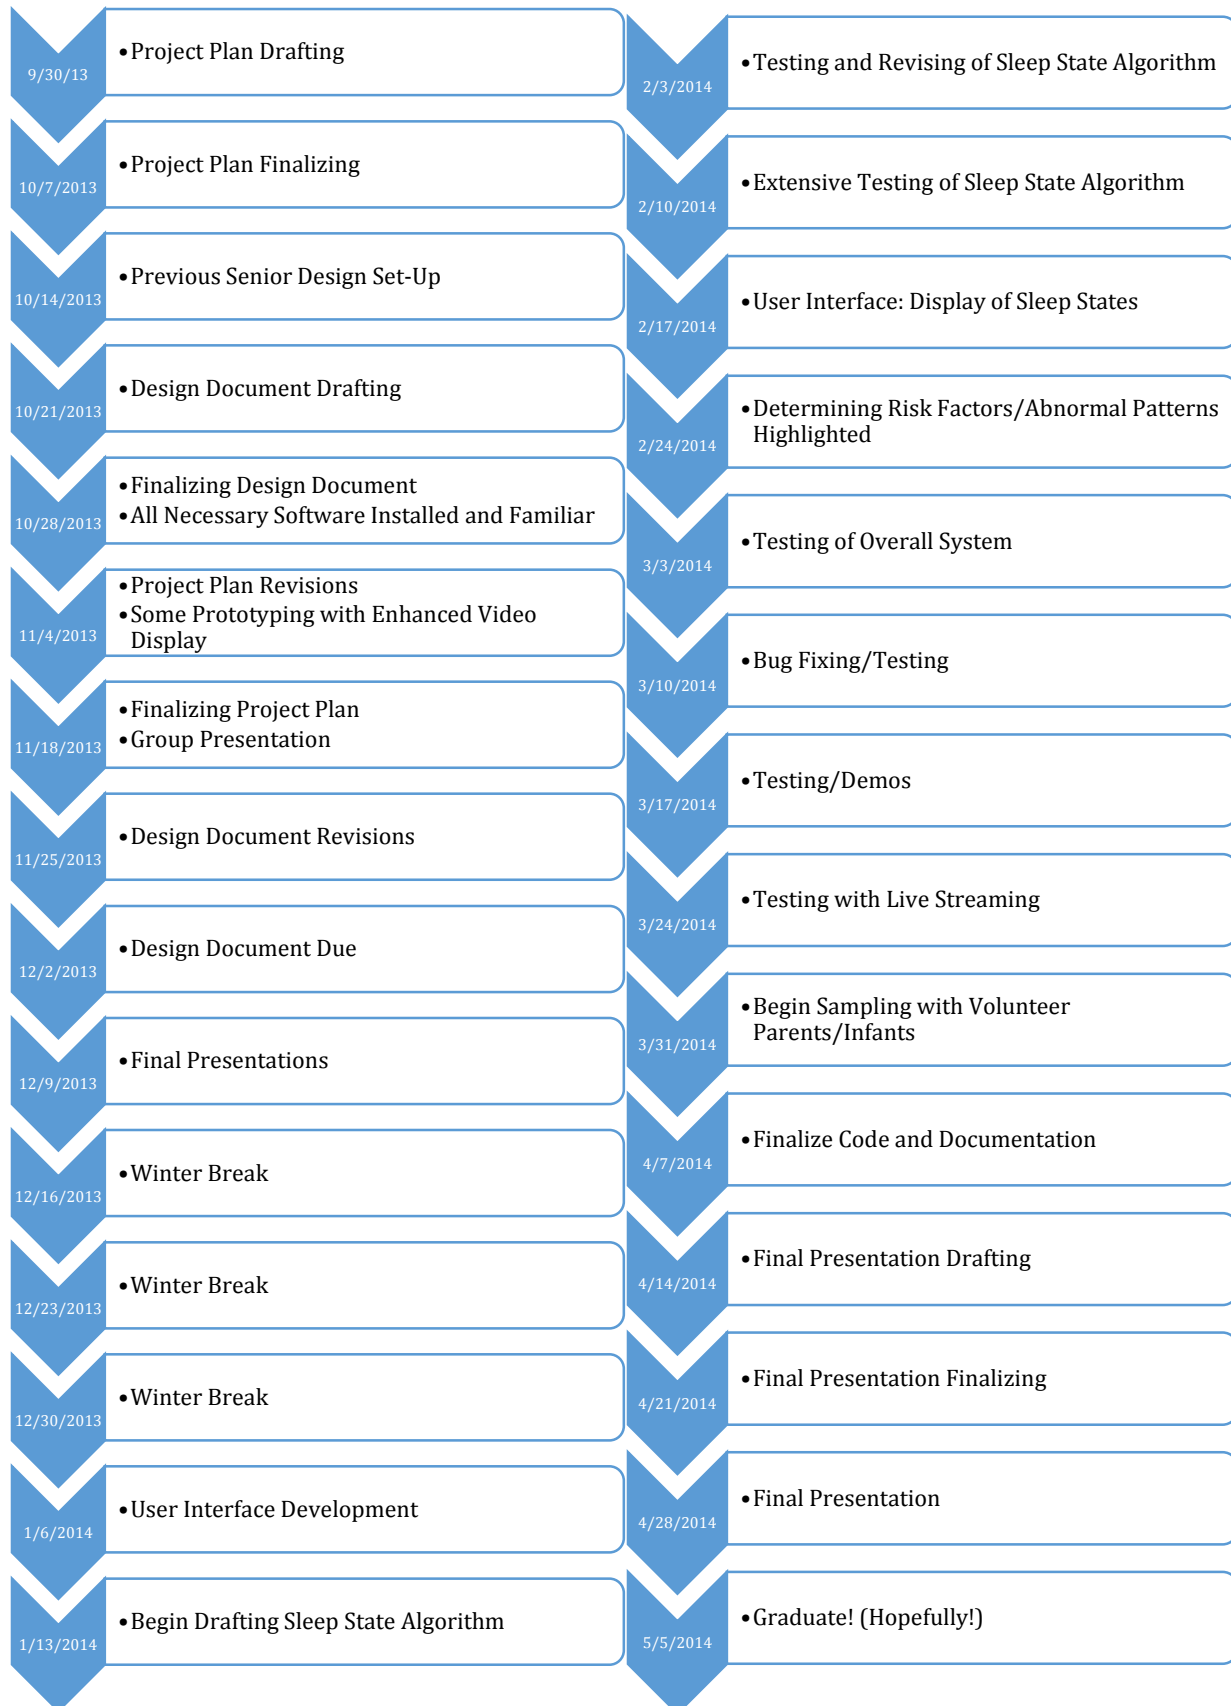 9/30/13
•Project Plan Drafting
10/7/2013
•Project Plan Finalizing
10/14/2013
•Previous Senior Design Set-Up
10/21/2013
•Design Document Drafting
10/28/2013
•Finalizing Design Document
•All Necessary Software Installed and Familiar
11/4/2013
•Project Plan Revisions
•Some Prototyping with Enhanced Video
Display
11/18/2013
•Finalizing Project Plan
•Group Presentation
11/25/2013
•Design Document Revisions
12/2/2013
•Design Document Due
12/9/2013
•Final Presentations
12/16/2013
•Winter Break
12/23/2013
•Winter Break
12/30/2013
•Winter Break
1/6/2014
•User Interface Development
1/13/2014
•Begin Drafting Sleep State Algorithm
2/3/2014
•Testing and Revising of Sleep State Algorithm
2/10/2014
•Extensive Testing of Sleep State Algorithm
2/17/2014
•User Interface: Display of Sleep States
2/24/2014
•Determining Risk Factors/Abnormal Patterns
Highlighted
3/3/2014
•Testing of Overall System
3/10/2014
•Bug Fixing/Testing
3/17/2014
•Testing/Demos
3/24/2014
•Testing with Live Streaming
3/31/2014
•Begin Sampling with Volunteer
Parents/Infants
4/7/2014
•Finalize Code and Documentation
4/14/2014
•Final Presentation Drafting
4/21/2014
•Final Presentation Finalizing
4/28/2014
•Final Presentation
5/5/2014
•Graduate! (Hopefully!)